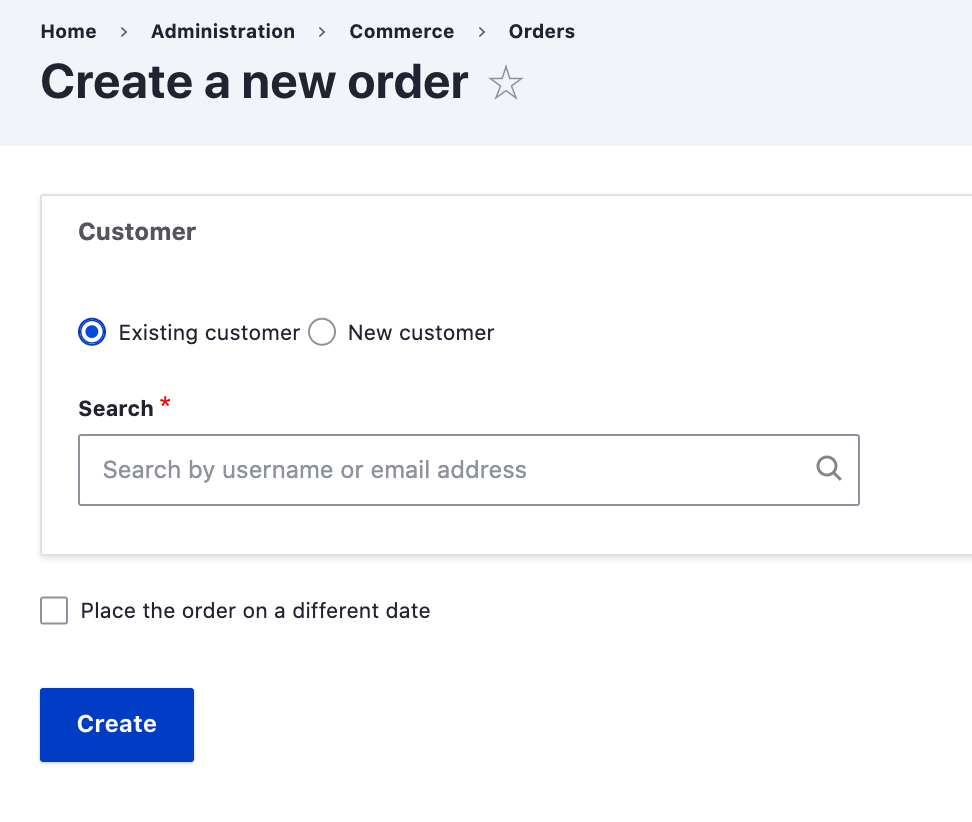 Home > Administration > Commerce > Orders
Create a new order
Customer
Existing customer New customer
Search *
Search by username or email address
Place the order on a different date
Create